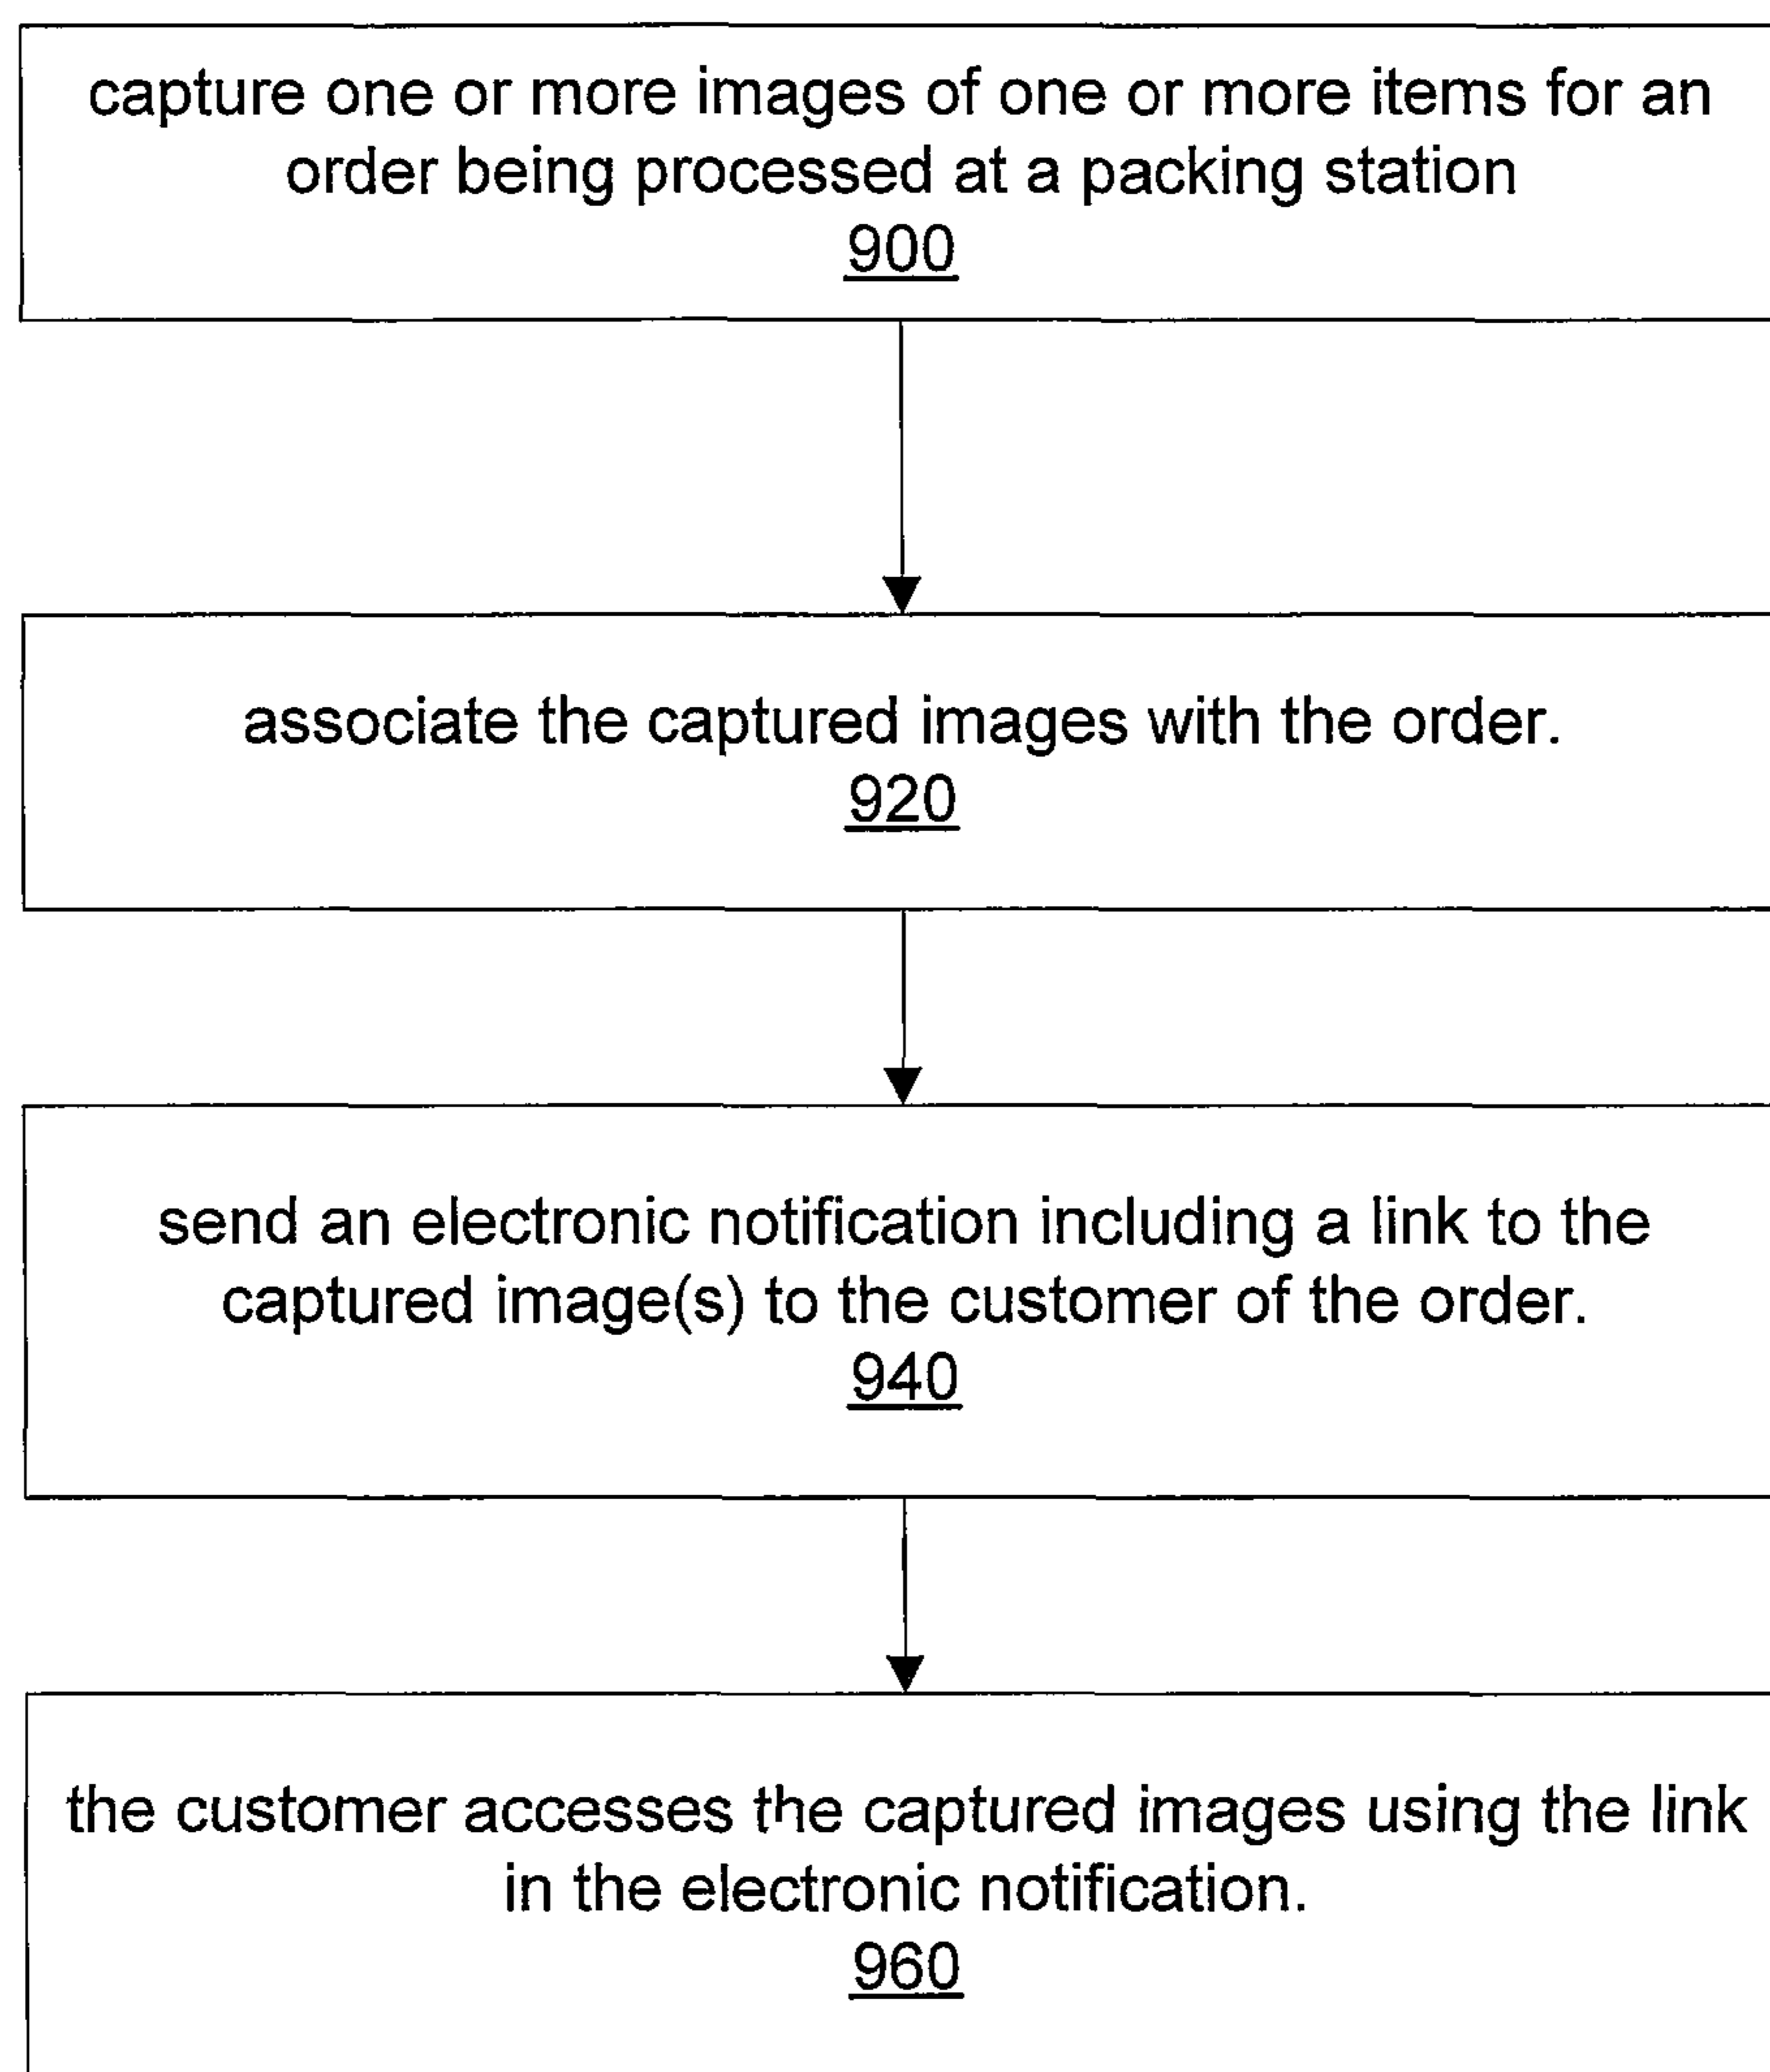 capture one or more images of one or more items for an
order being processed at a packing station
900
associate the captured images with the order.
920
send an electronic notification including a link to the
captured image(s) to the customer of the order.
940
the customer accesses the captured images using the link
in the electronic notification.
960